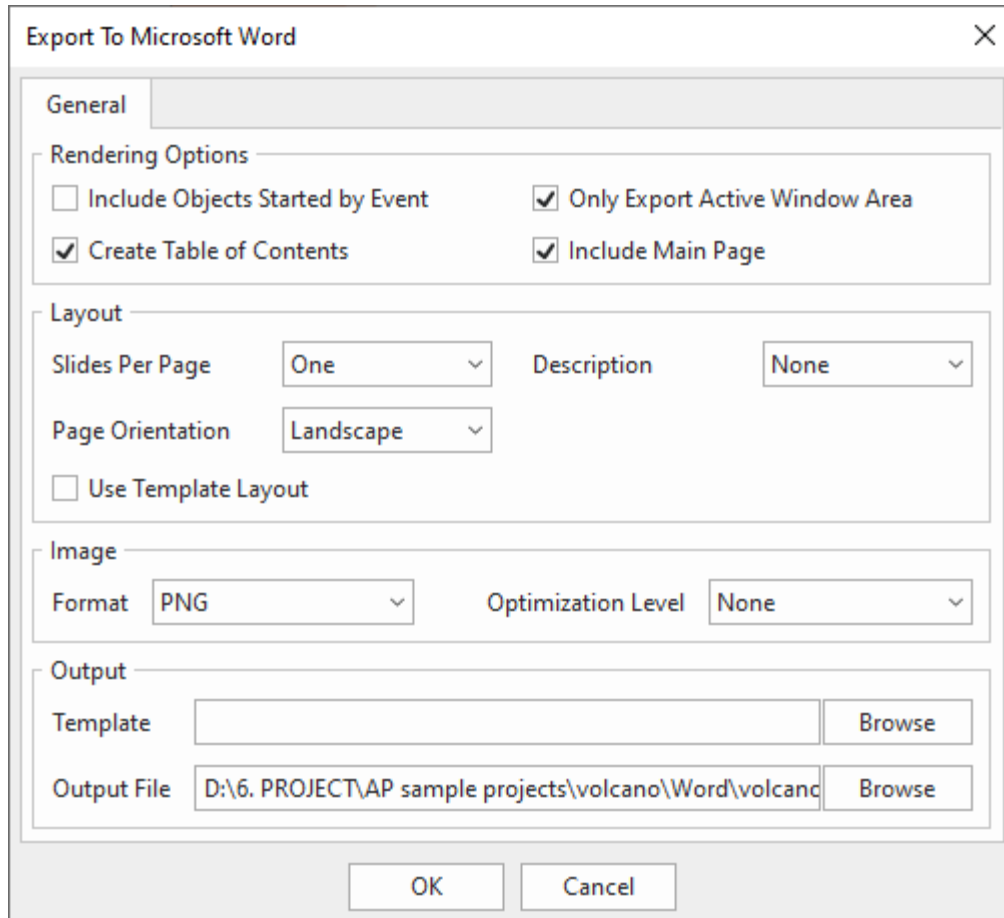 Export To Microsoft Word
General
Rendering Options
Include Objects Started by Event
Only Export Active Window Area
Create Table of Contents
Include Main Page
Layout
Slides Per Page
One
Description
None
Page Orientation
Landscape
Use Template Layout
Image
Format
PNG
Optimization Level
None
Output
Template
Browse
Output File
D:\6. PROJECT\AP sample projects\volcano\Word\volcano
Browse
OK
Cancel